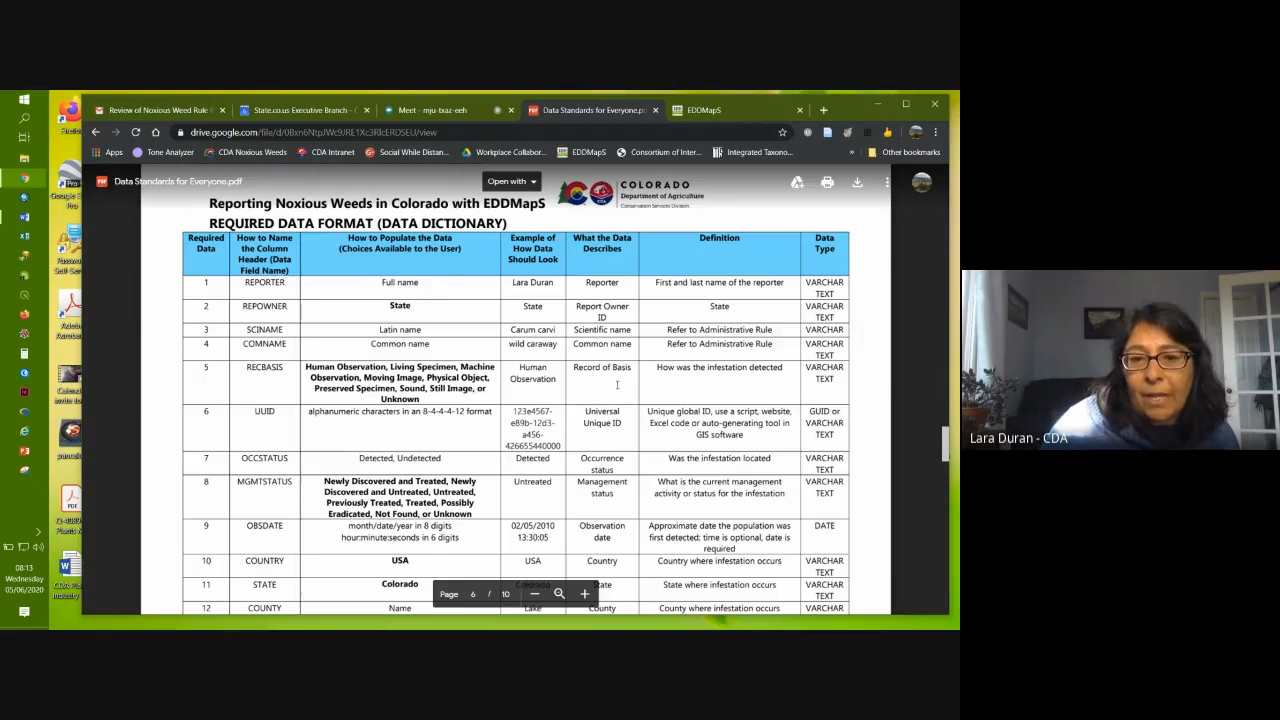 Review of Noxious Weed Rule R
State.co.us Executive Branch - C
Meet - mju-txaz-eeh
Data Standards for Everyone.p
EDDMapS
drive.google.com/file/d/0Bxn6NtpJWc9JRE1Xc3RlcERDSEU/view
Apps
Tone Analyzer
CDA Noxious Weeds
CDA Intranet
Social While Distan...
Workplace Collabor...
EDDMapS
Consortium of Inter...
Integrated Taxono...
Other bookmarks
Data Standards for Everyone.pdf
Open with
COLORADO
Department of Agriculture
Conservation Services Division
Reporting Noxious Weeds in Colorado with EDDMapS
REQUIRED DATA FORMAT (DATA DICTIONARY)
Required Data
How to Name the Column Header (Data Field Name)
How to Populate the Data (Choices Available to the User)
Example of How Data Should Look
What the Data Describes
Definition
Data Type
1 REPORTER Full name Lara Duran Reporter First and last name of the reporter VARCHAR TEXT
2 REPOWNER State State Report Owner ID State VARCHAR TEXT
3 SCINAME Latin name Carum carvi Scientific name Refer to Administrative Rule VARCHAR
4 COMNAME Common name wild caraway Common name Refer to Administrative Rule VARCHAR TEXT
5 RECBASIS Human Observation, Living Specimen, Machine Observation, Moving Image, Physical Object, Preserved Specimen, Sound, Still Image, or Unknown Human Observation Record of Basis How was the infestation detected VARCHAR TEXT
6 UUID alphanumeric characters in an 8-4-4-4-12 format 123e4567-e89b-12d3-a456-426655440000 Universal Unique ID Unique global ID, use a script, website, Excel code or auto-generating tool in GIS software GUID or VARCHAR TEXT
7 OCCSTATUS Detected, Undetected Detected Occurrence status Was the infestation located VARCHAR TEXT
8 MGMTSTATUS Newly Discovered and Treated, Newly Discovered and Untreated, Untreated, Previously Treated, Treated, Possibly Eradicated, Not Found, or Unknown Untreated Management status What is the current management activity or status for the infestation VARCHAR TEXT
9 OBSDATE month/date/year in 8 digits hour:minute:seconds in 6 digits 02/05/2010 13:30:05 Observation date Approximate date the population was first detected; time is optional, date is required DATE
10 COUNTRY USA USA Country Country where infestation occurs VARCHAR TEXT
11 STATE Colorado Colorado State State where infestation occurs VARCHAR TEXT
12 COUNTY Name Lake County County where infestation occurs VARCHAR
Page 6 / 10
08:13
Wednesday
05/06/2020
Lara Duran - CDA